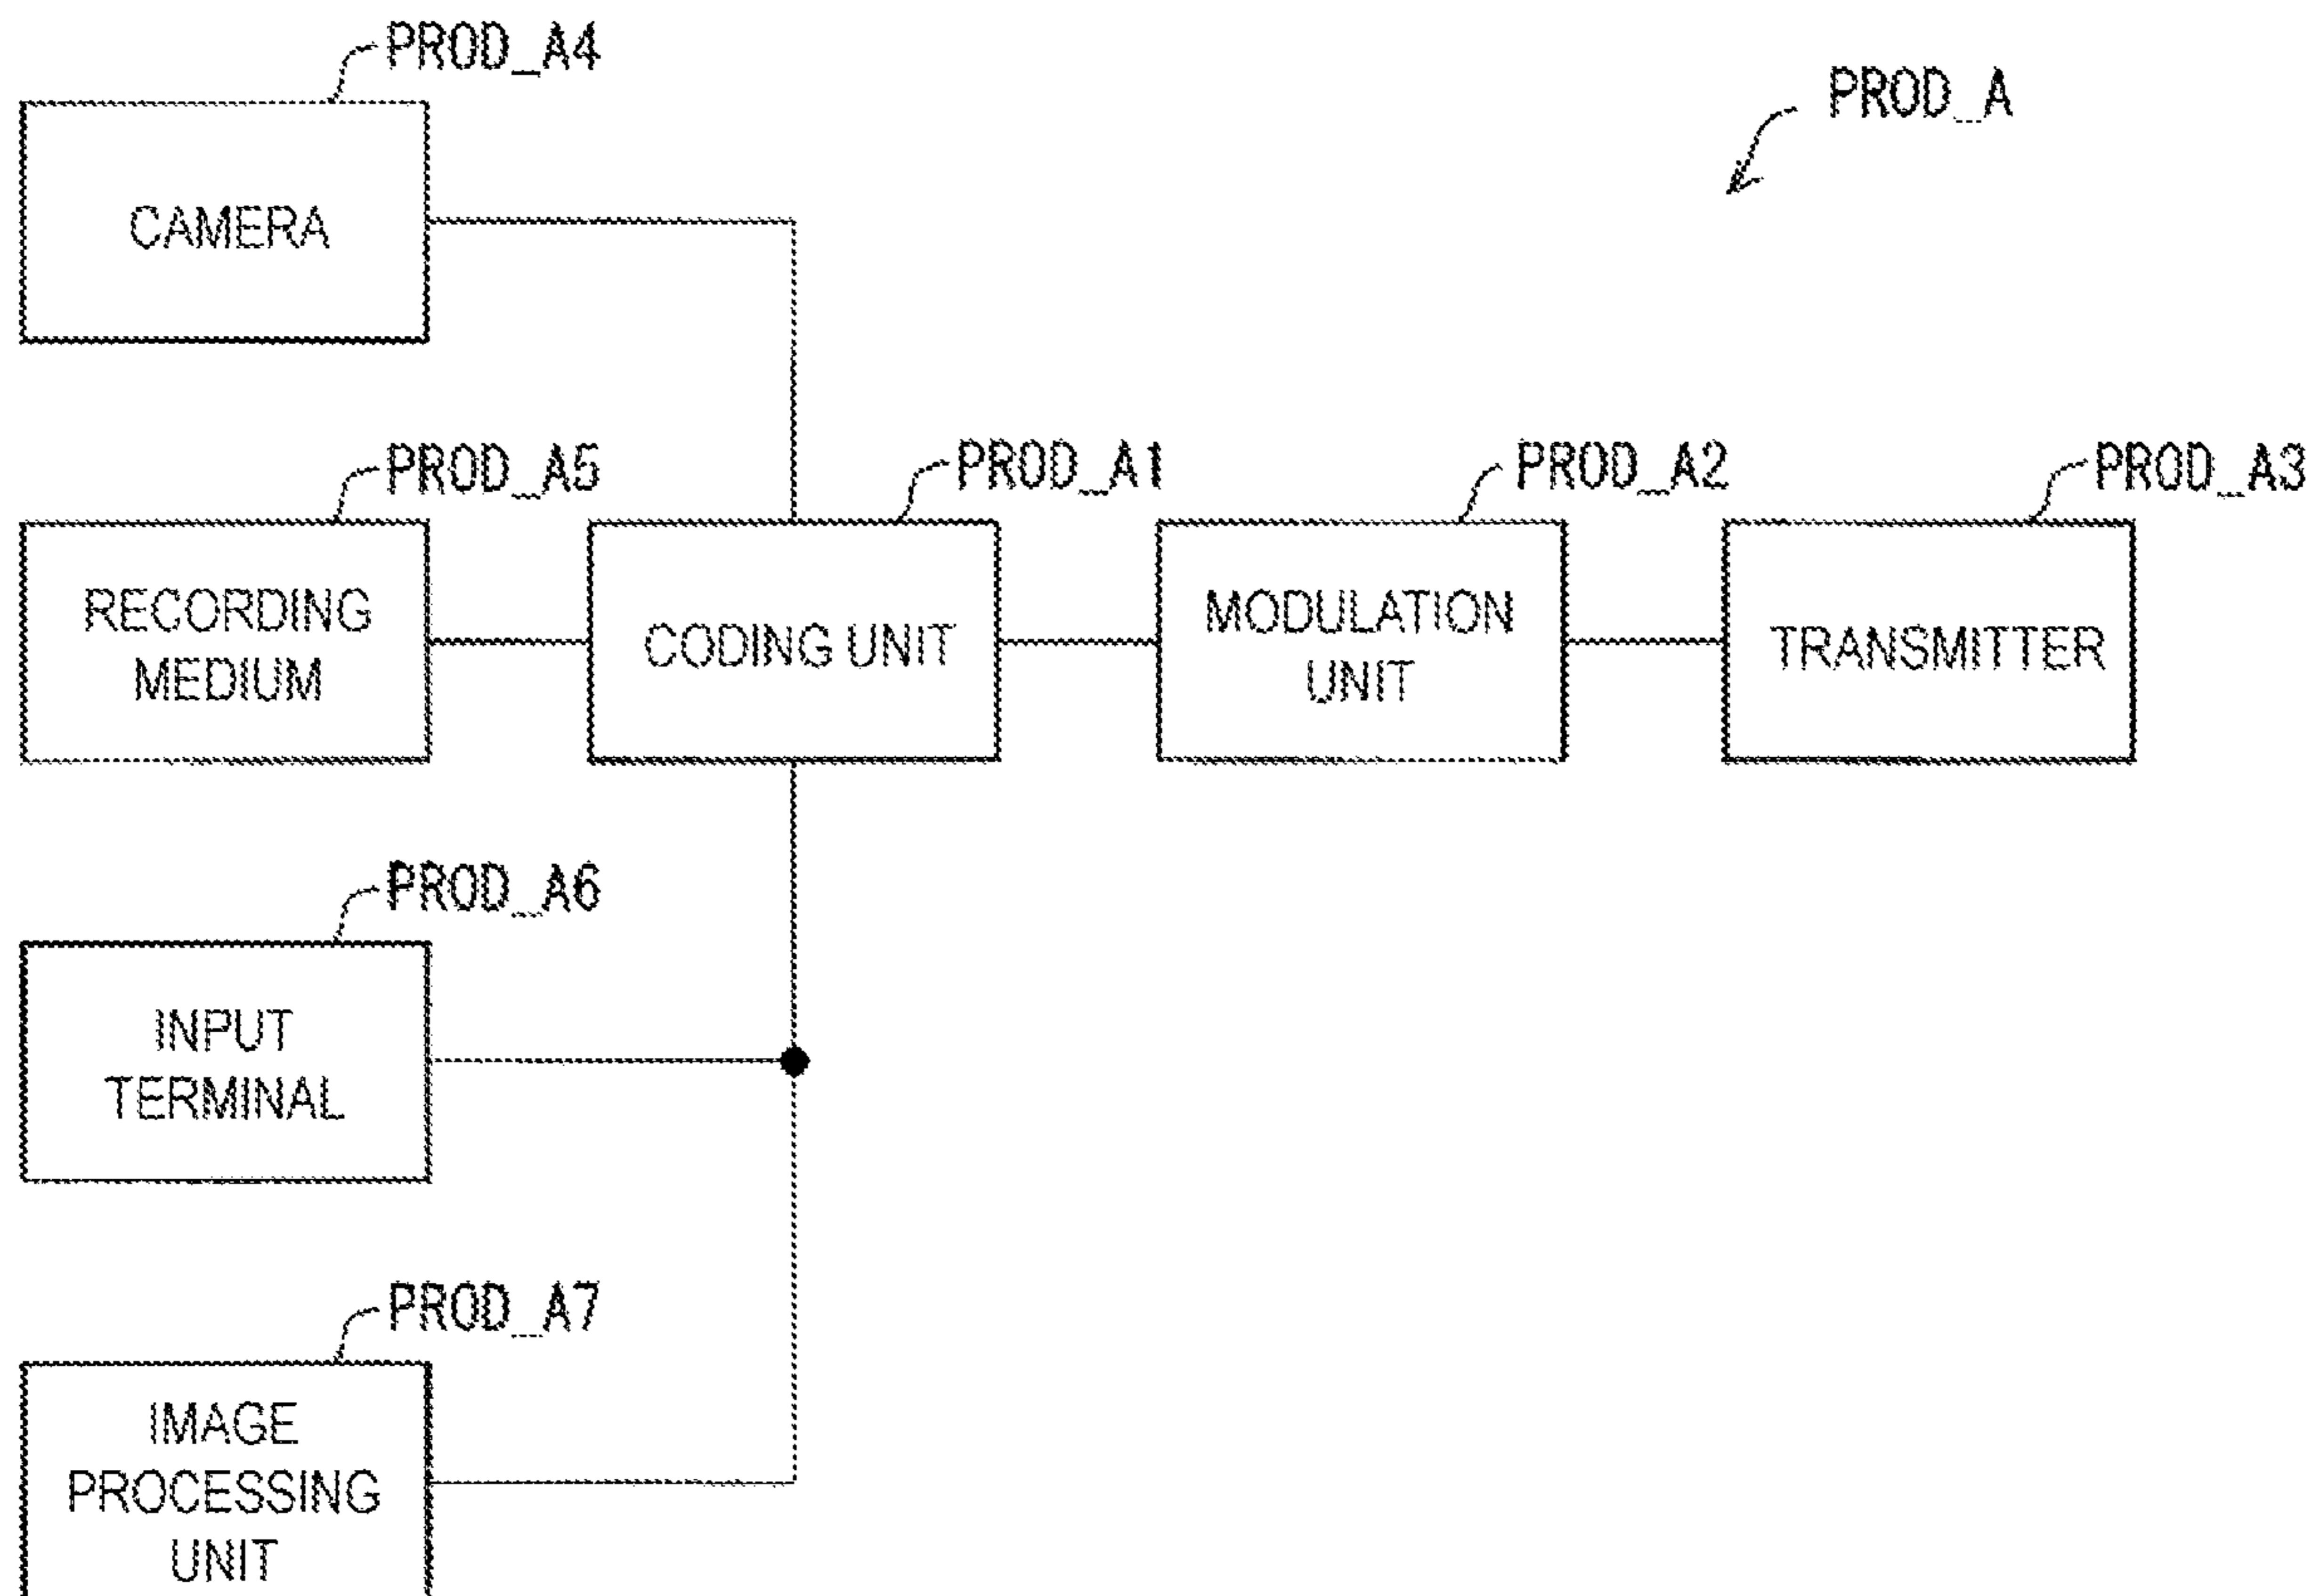 PROD_A4
PROD_A
CAMERA
PROD_A5
PROD_A1
PROD_A2
PROD_A3
RECORDING
MEDIUM
CODING UNIT
MODULATION
UNIT
TRANSMITTER
PROD_A6
INPUT
TERMINAL
PROD_A7
IMAGE
PROCESSING
UNIT